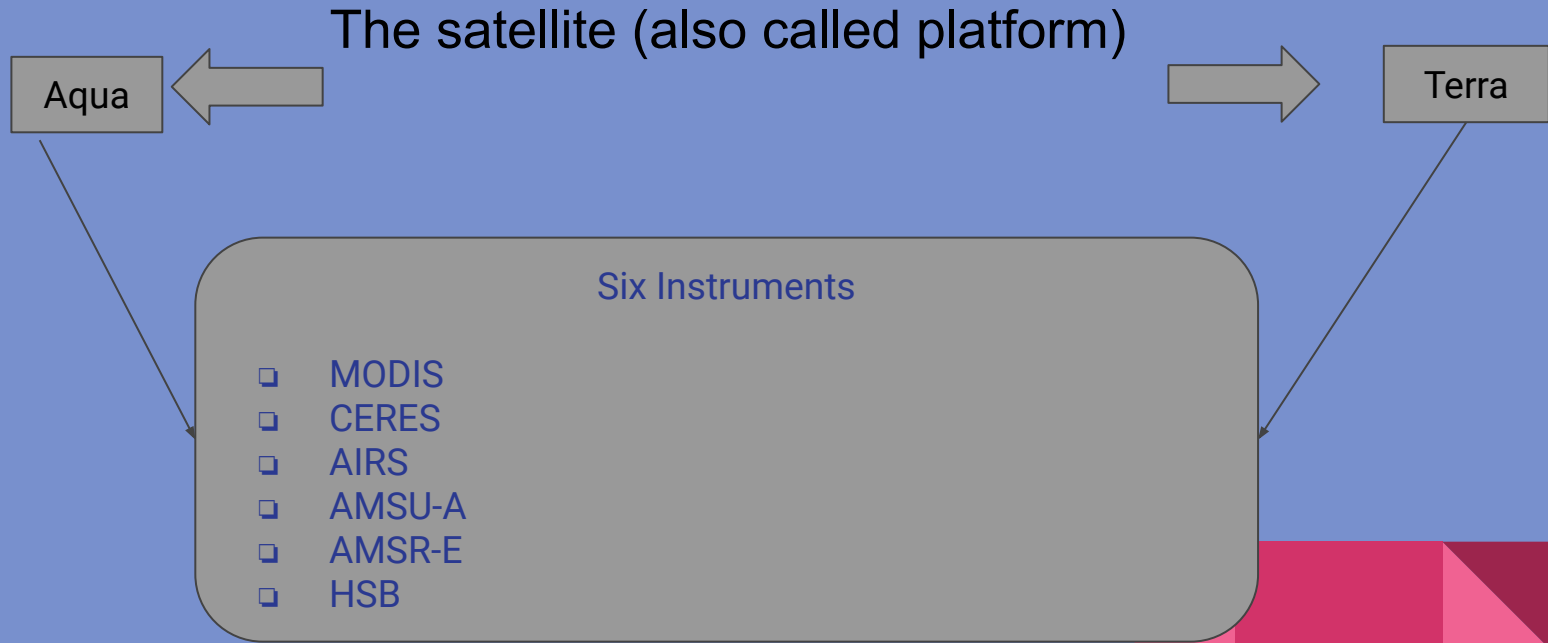 The satellite (also called platform)
Aqua
Terra
Six Instruments
❏ MODIS
❏ CERES
❏ AIRS
❏ AMSU-A
❏ AMSR-E
❏ HSB